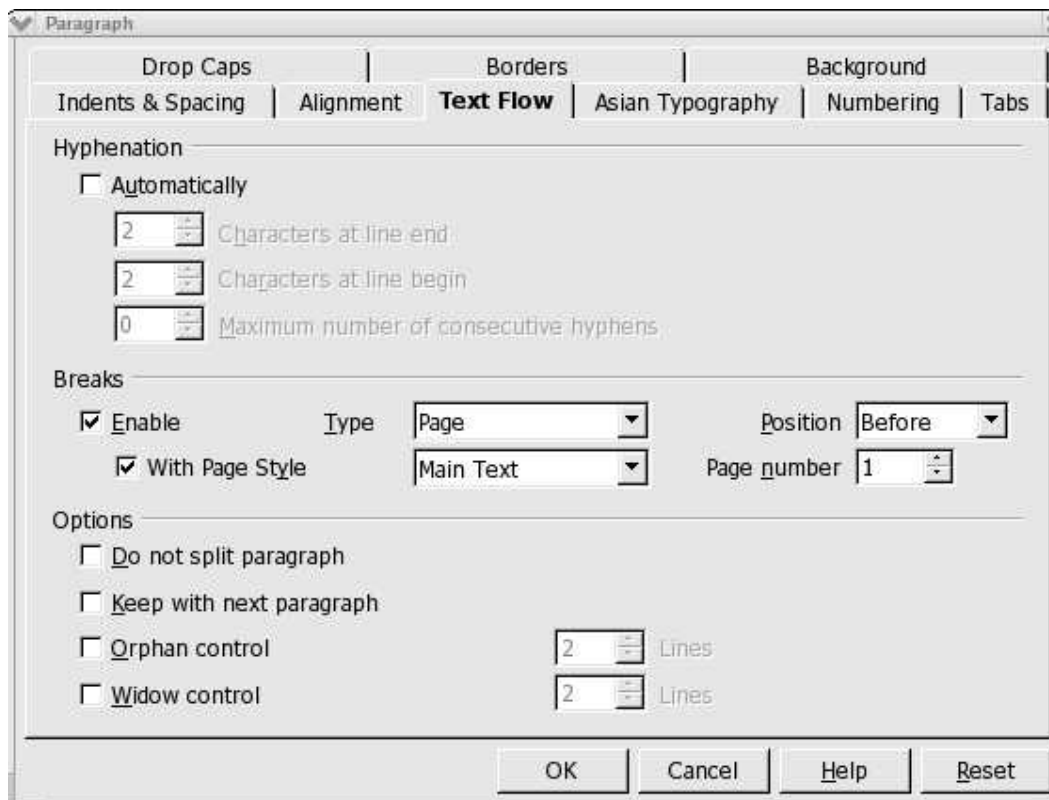 Paragraph
Drop Caps Borders Background
Indents & Spacing Alignment Text Flow Asian Typography Numbering Tabs
Hyphenation
Automatically
2 Characters at line end
2 Characters at line begin
0 Maximum number of consecutive hyphens
Breaks
Enable Type Page Position Before
With Page Style Main Text Page number 1
Options
Do not split paragraph
Keep with next paragraph
Orphan control 2 Lines
Widow control 2 Lines
OK Cancel Help Reset